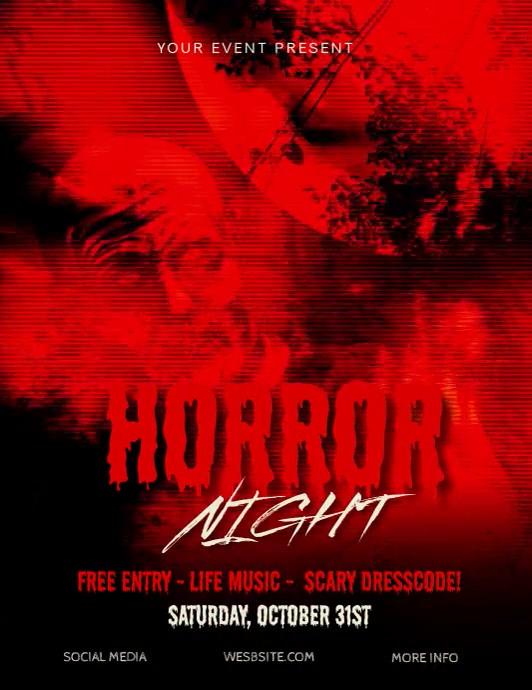 YOUR EVENT PRESENT
HORROR
NIGHT
FREE ENTRY - LIFE MUSIC - SCARY DRESSCODE!
SATURDAY, OCTOBER 31ST
SOCIAL MEDIA WESBSITE.COM MORE INFO